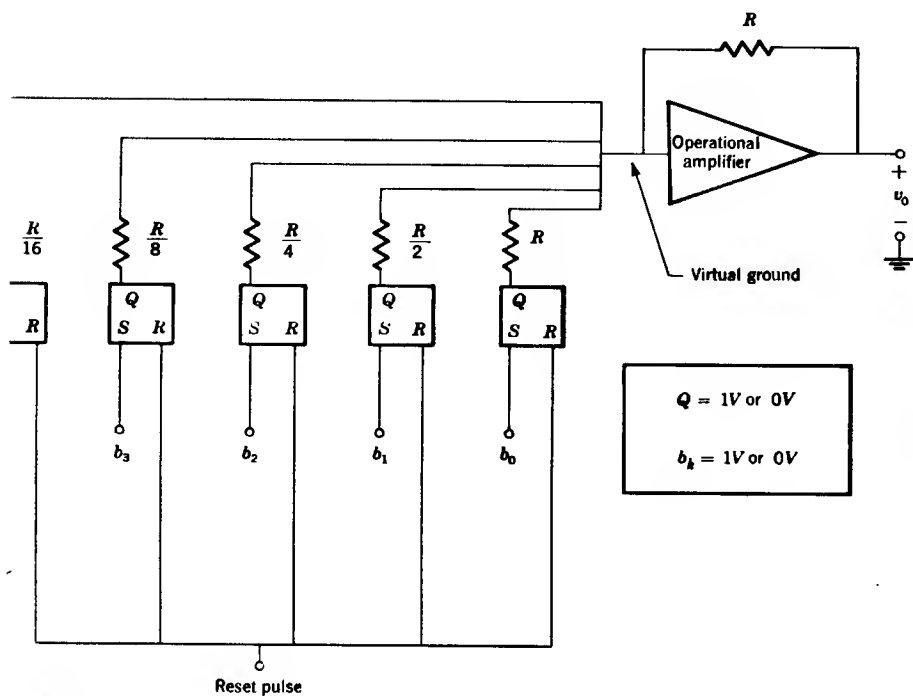 R
Operational
amplifier
+
v₀
−
Virtual ground
R/16
R/8
R/4
R/2
R
R
Q
S R
Q
S R
Q
S R
Q
S R
b₃
b₂
b₁
b₀
Q = 1V or 0V
bₖ = 1V or 0V
Reset pulse